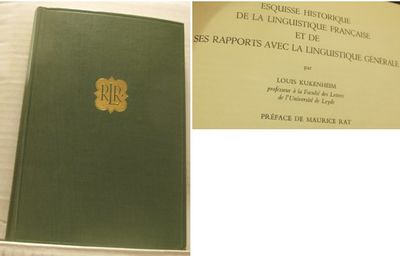 RLR
ESQUISSE HISTORIQUE
DE LA LINGUISTIQUE FRANÇAISE
ET DE
SES RAPPORTS AVEC LA LINGUISTIQUE GÉNÉRALE
par
LOUIS KUKENHEIM
professeur à la Faculté des Lettres
de l'Université de Leyde
PRÉFACE DE MAURICE RAT